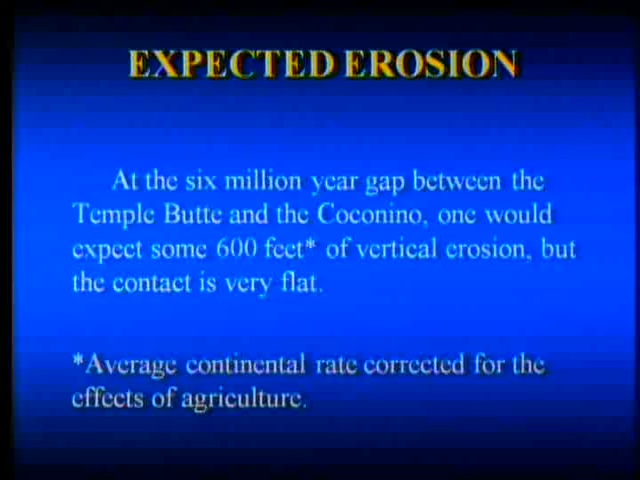 EXPECTED EROSION
At the six million year gap between the
Temple Butte and the Coconino, one would
expect some 600 feet* of vertical erosion, but
the contact is very flat.
*Average continental rate corrected for the
effects of agriculture.